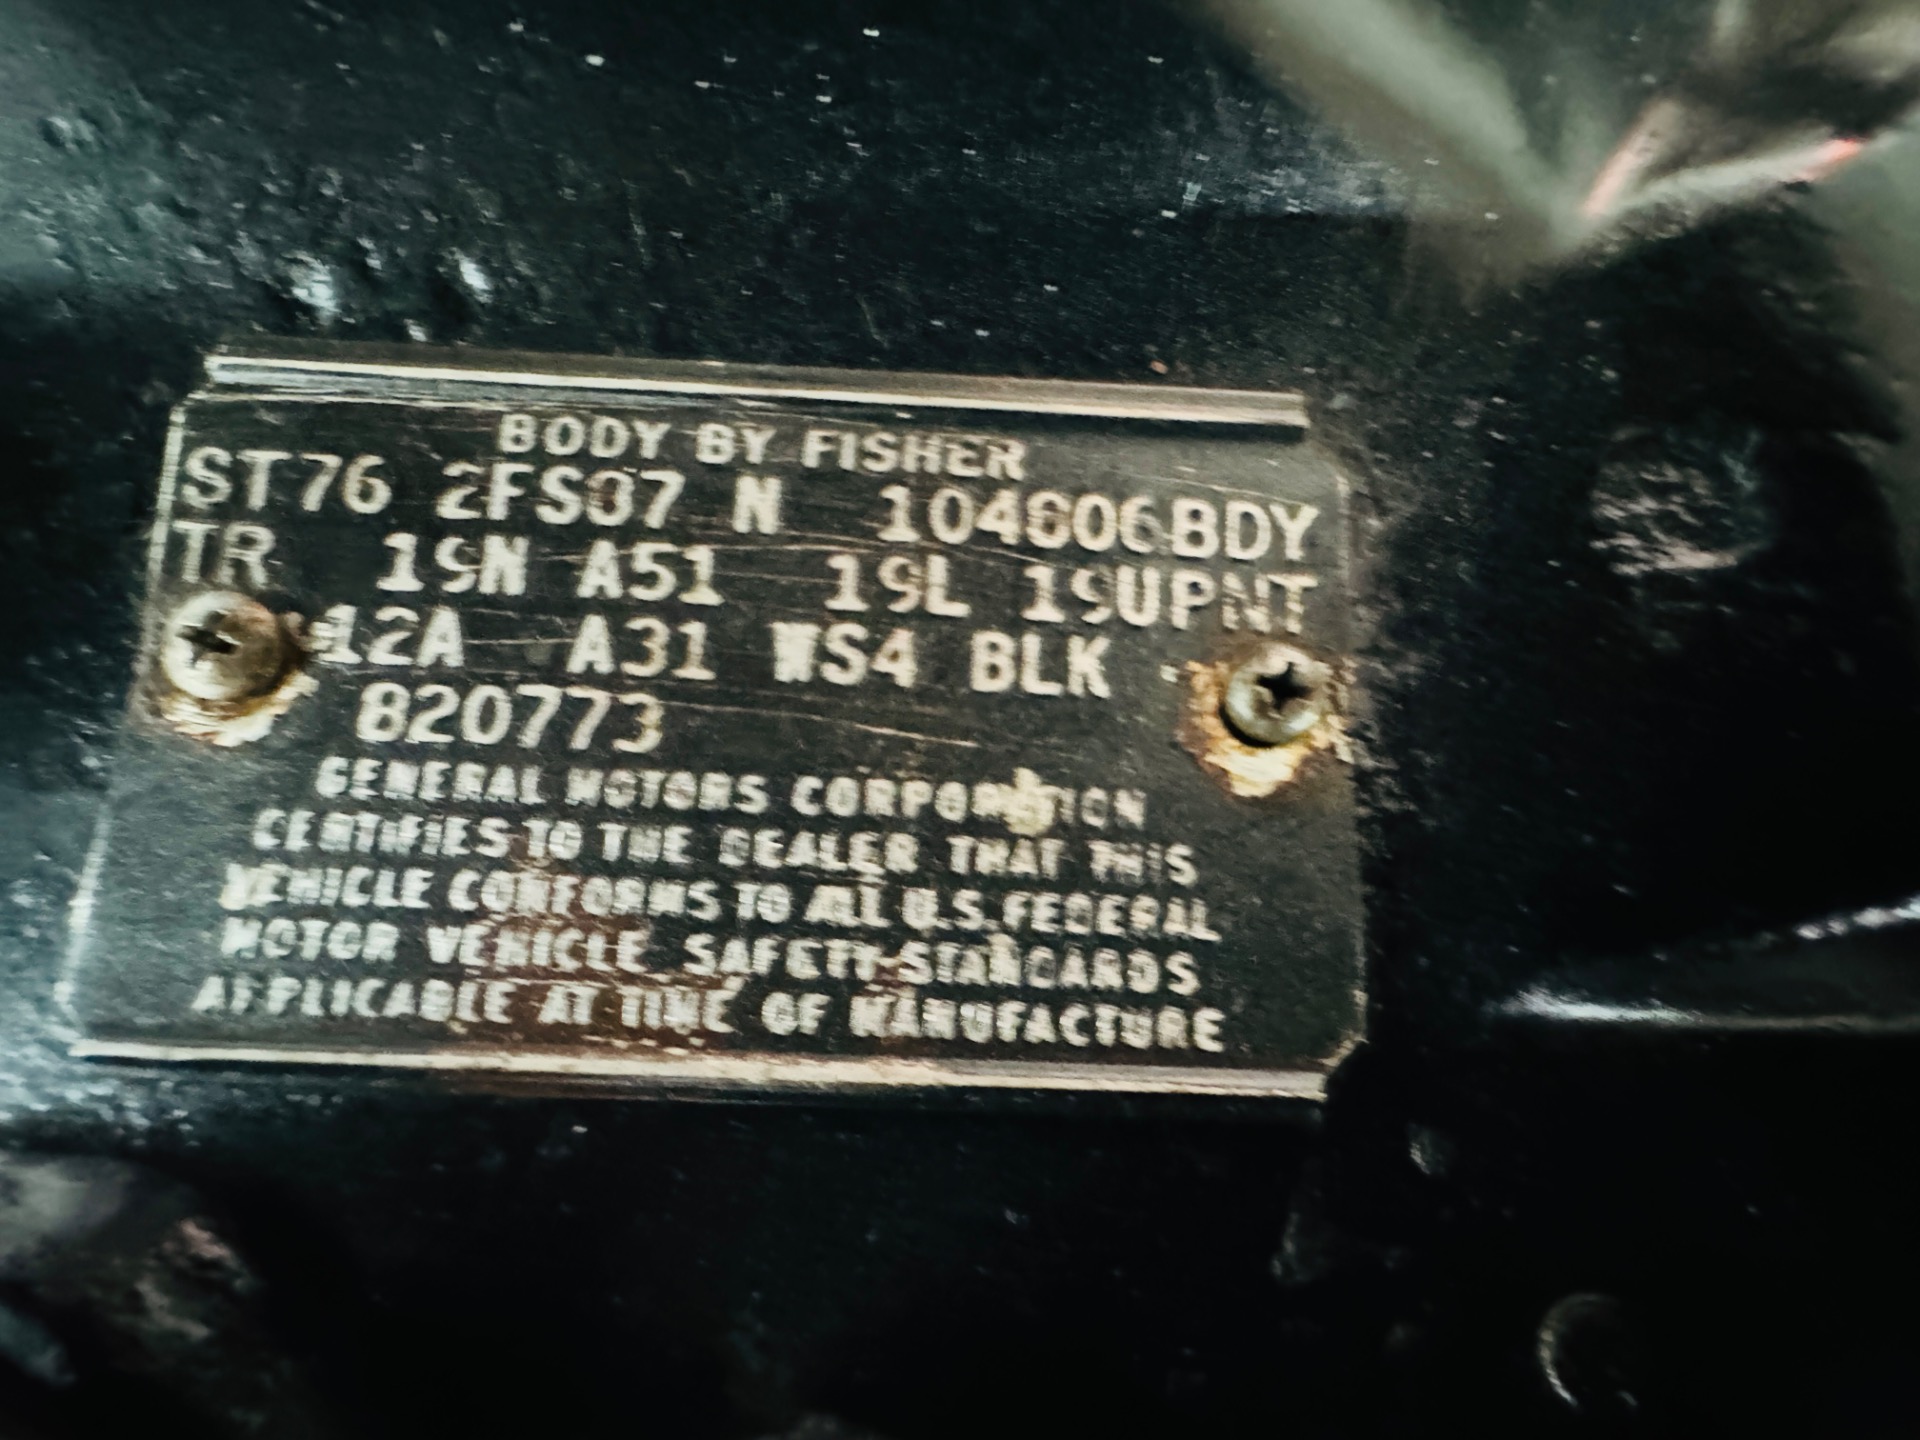 BODY BY FISHER
ST76 2FS87 N 104606BDY
TR 19N A51 19L 19UPNT
12A A31 WS4 BLK
820773
GENERAL MOTORS CORPORATION
CERTIFIES TO THE DEALER THAT THIS
VEHICLE CONFORMS TO ALL U.S. FEDERAL
MOTOR VEHICLE SAFETY STANDARDS
APPLICABLE AT TIME OF MANUFACTURE